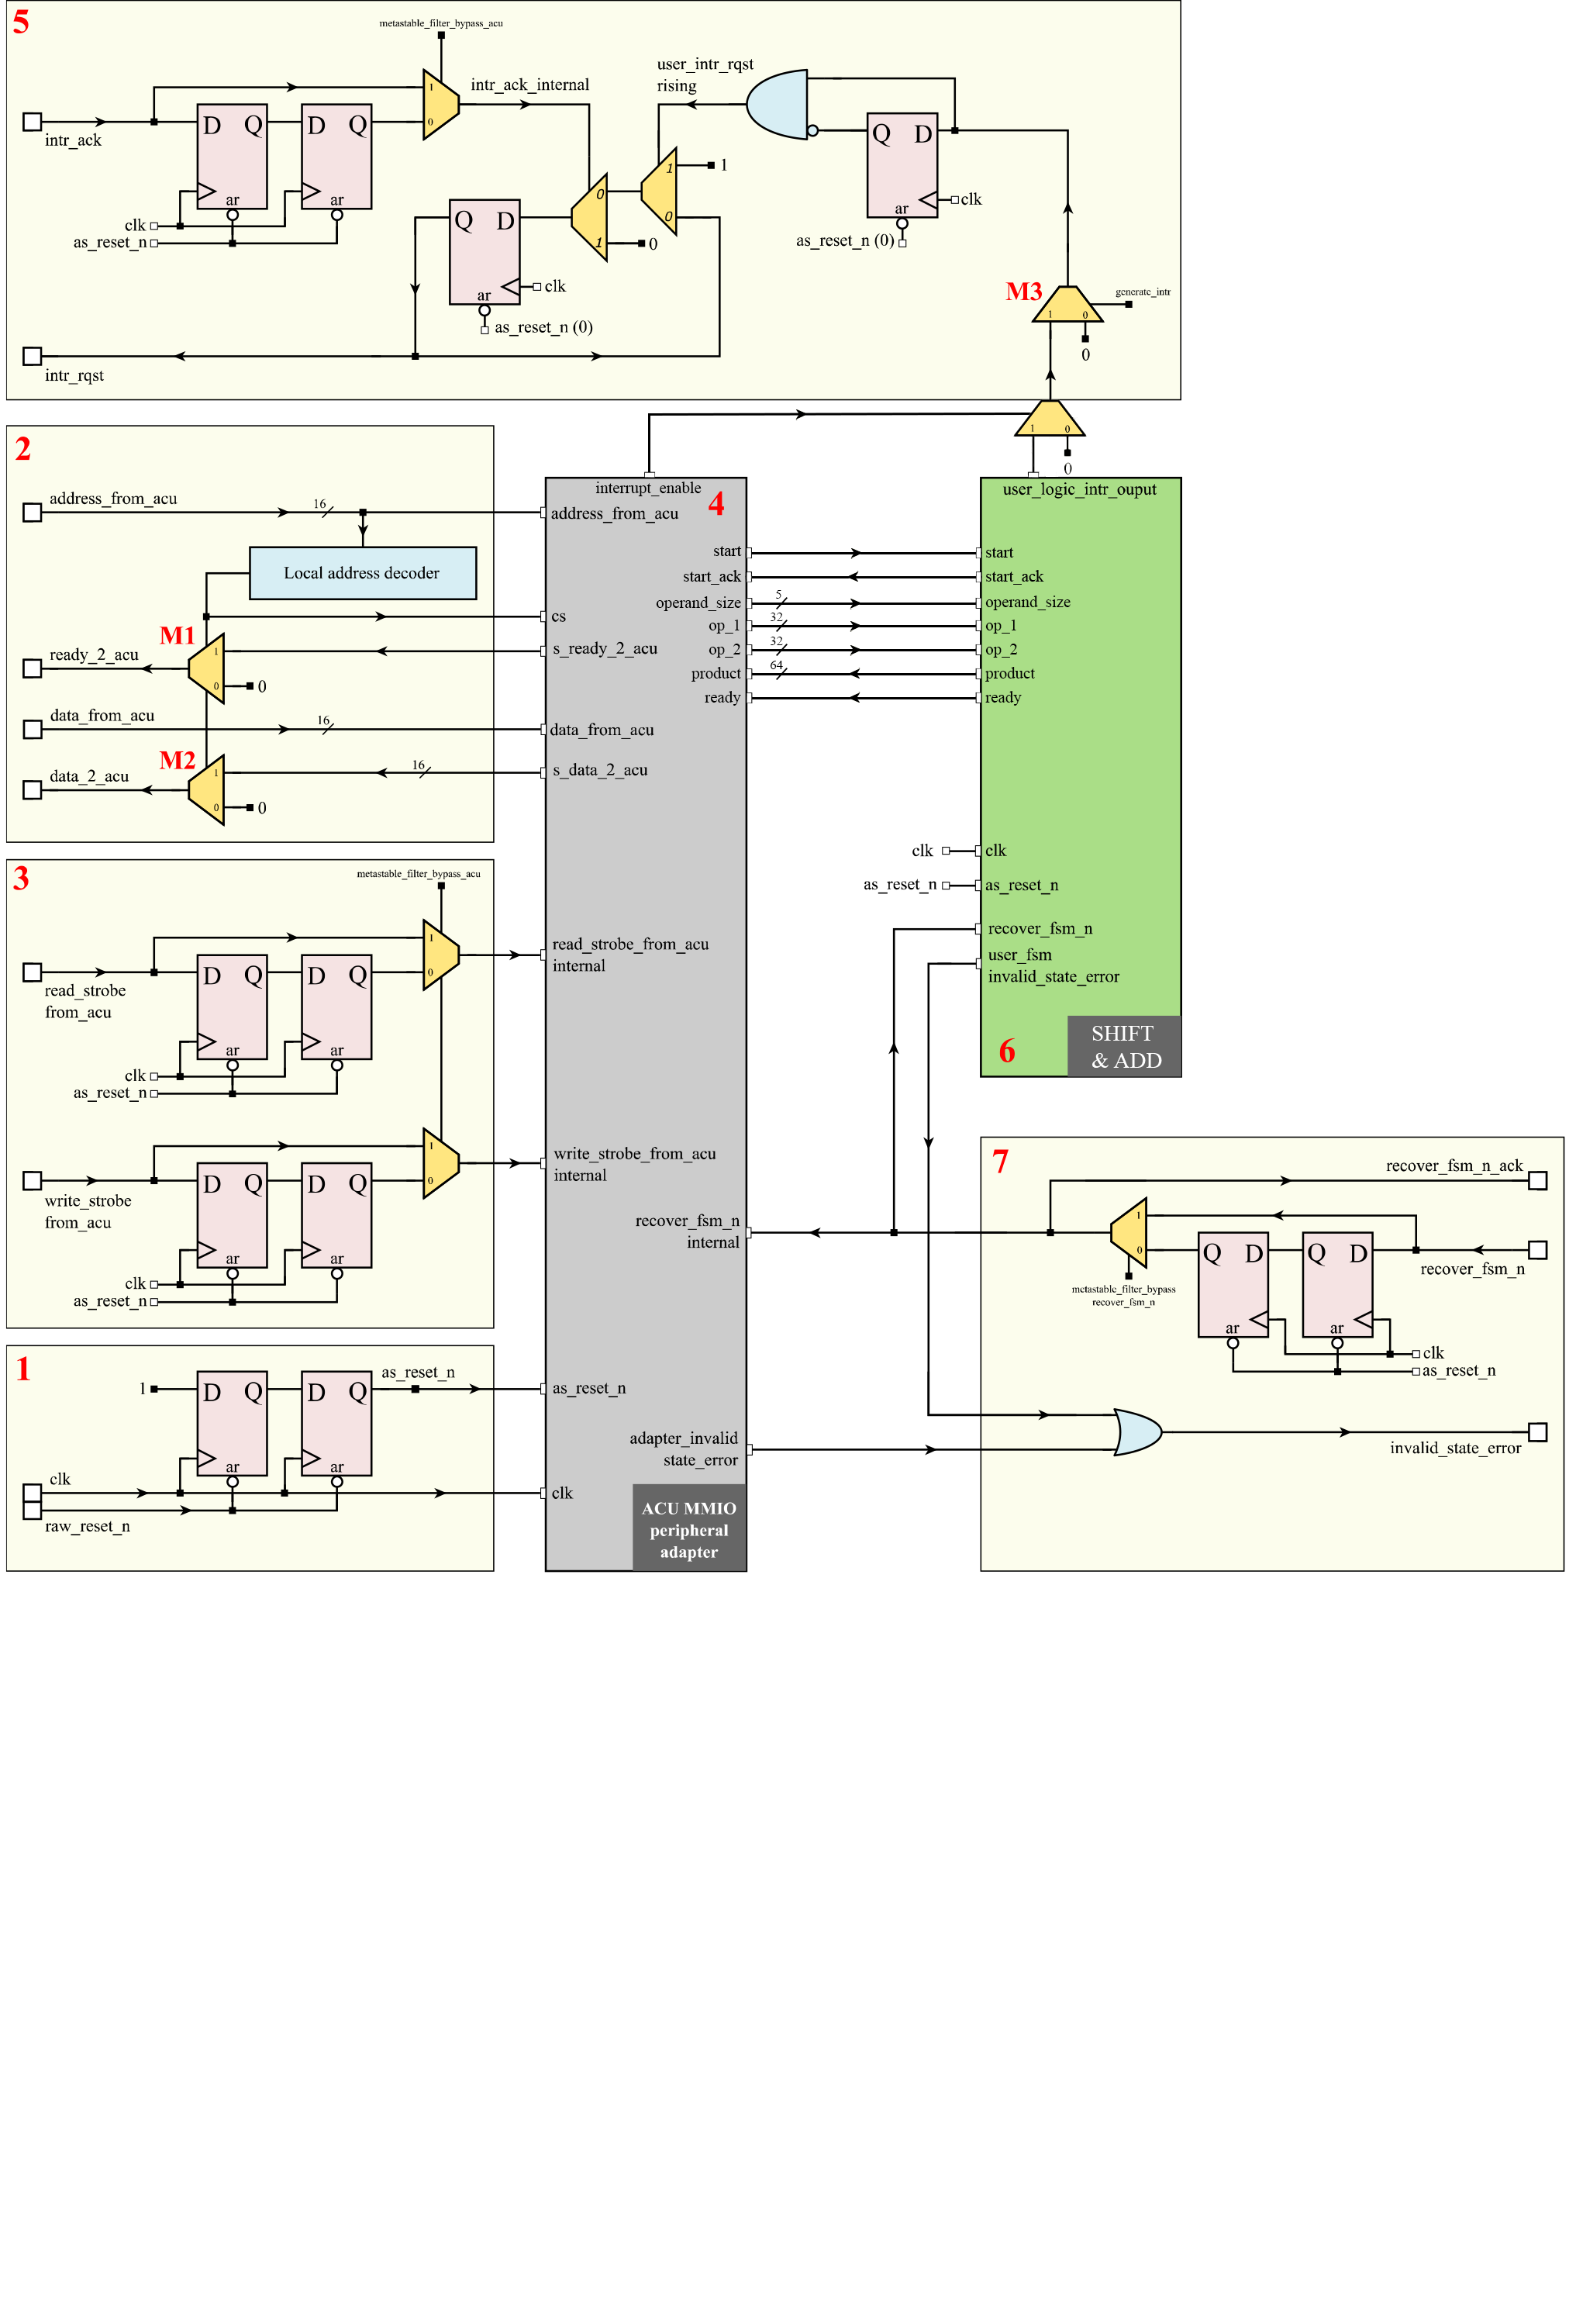 5
metastable_filter_bypass_acu
1
0
intr_ack_internal
intr_ack
D Q
D Q
ar
ar
clk
as_reset_n
user_intr_rqst
rising
1
1
0
0
1
0
Q D
ar
clk
as_reset_n (0)
Q D
ar
clk
as_reset_n (0)
intr_rqst
M3
generate_intr
1 0
0
1 0
0
2
address_from_acu
16
Local address decoder
M1
ready_2_acu
1
0
0
data_from_acu
16
M2
data_2_acu
16
1
0
0
3
metastable_filter_bypass_acu
1
0
read_strobe
from_acu
D Q
D Q
ar
ar
clk
as_reset_n
1
0
write_strobe
from_acu
D Q
D Q
ar
ar
clk
as_reset_n
1
1
D Q
D Q
as_reset_n
ar
ar
clk
raw_reset_n
interrupt_enable
4
address_from_acu
cs
s_ready_2_acu
data_from_acu
s_data_2_acu
start
start_ack
operand_size
op_1
op_2
product
ready
5
32
32
64
read_strobe_from_acu
internal
write_strobe_from_acu
internal
recover_fsm_n
internal
as_reset_n
adapter_invalid
state_error
clk
ACU MMIO
peripheral
adapter
user_logic_intr_ouput
start
start_ack
operand_size
op_1
op_2
product
ready
clk
clk
as_reset_n
as_reset_n
recover_fsm_n
user_fsm
invalid_state_error
6
SHIFT
& ADD
7
recover_fsm_n_ack
1
0
metastable_filter_bypass
recover_fsm_n
Q D
Q D
recover_fsm_n
ar
ar
clk
as_reset_n
invalid_state_error